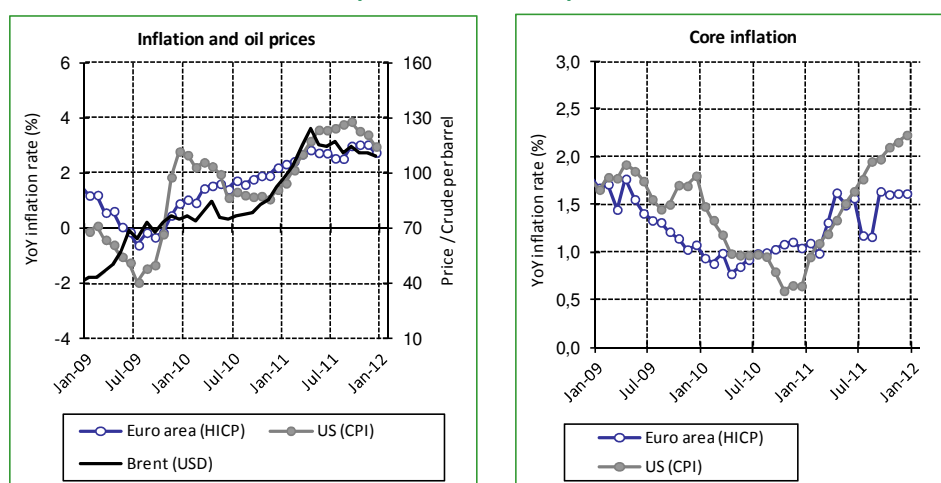 Inflation and oil prices
YoY inflation rate (%)
6
4
2
0
-2
-4
160
130
100
70
40
10
Price / Crudeperbarrel
Jan-09
Jul-09
Jan-10
Jul-10
Jan-11
Jul-11
Jan-12
Euro area (HICP)
US (CPI)
Brent (USD)
Core inflation
YoY inflation rate (%)
3,0
2,5
2,0
1,5
1,0
0,5
0,0
Jan-09
Jul-09
Jan-10
Jul-10
Jan-11
Jul-11
Jan-12
Euro area (HICP)
US (CPI)